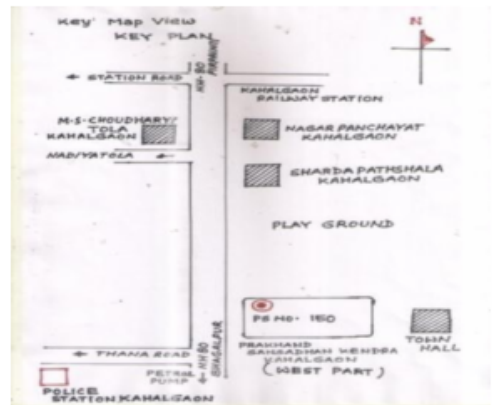 Key' Map View
KEY PLAN
N
NH-80
PIRPAINTI
← STATION ROAD
KAHALGAON
RAILWAY STATION
M-S-CHOUDHARY/
TOLA
KAHALGAON
NAGAR PANCHAYAT
KAHALGAON
NADIYA TOLA ←
SHARDA PATHSHALA
KAHALGAON
PLAY GROUND
PS NO- 150
TOWN
HALL
PRAKHAND
SANSADHAN KENDRA
KAHALGAON
(WEST PART)
← THANA ROAD
← NH 80
BHAGALPUR
PETROL
PUMP
POLICE
STATION KAHALGAON